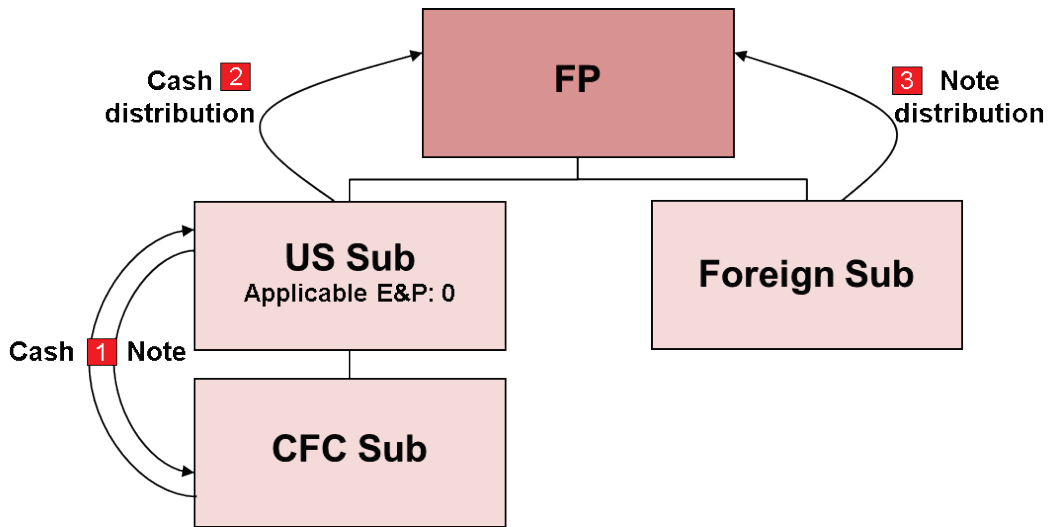 FP
Cash 2
distribution
3 Note
distribution
US Sub
Applicable E&P: 0
Foreign Sub
Cash 1 Note
CFC Sub